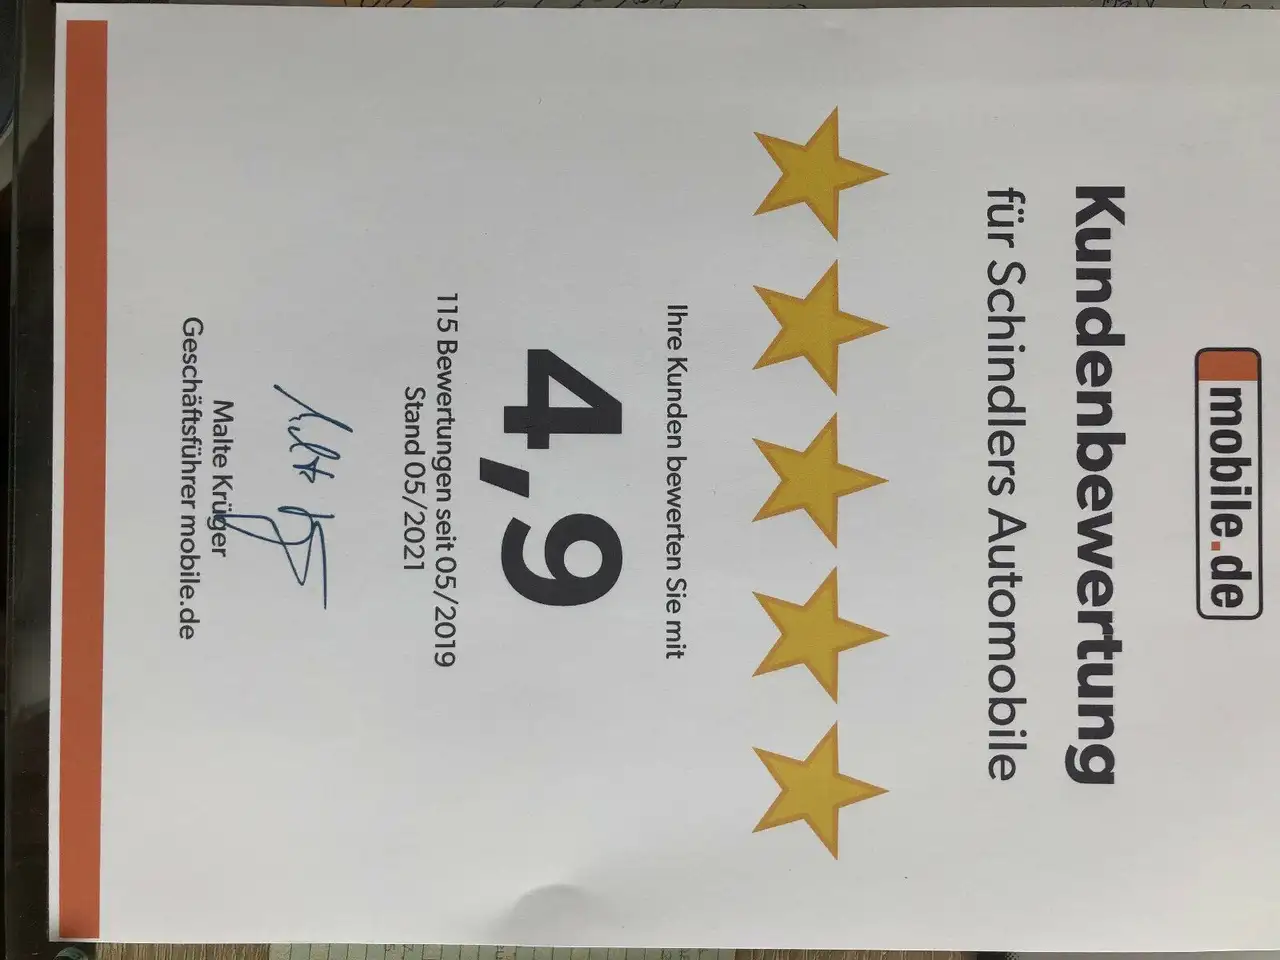 mobile.de
Kundenbewertung
für Schindlers Automobile
Ihre Kunden bewerten Sie mit
4,9
115 Bewertungen seit 05/2019
Stand 05/2021
Malte Krüger
Geschäftsführer mobile.de